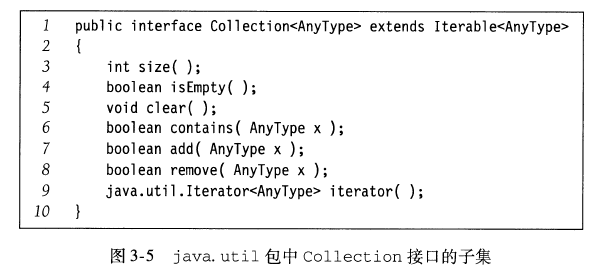 1 public interface Collection<AnyType> extends Iterable<AnyType>
2 {
3     int size( );
4     boolean isEmpty( );
5     void clear( );
6     boolean contains( AnyType x );
7     boolean add( AnyType x );
8     boolean remove( AnyType x );
9     java.util.Iterator<AnyType> iterator( );
10 }
图 3-5 java.util 包中 Collection 接口的子集